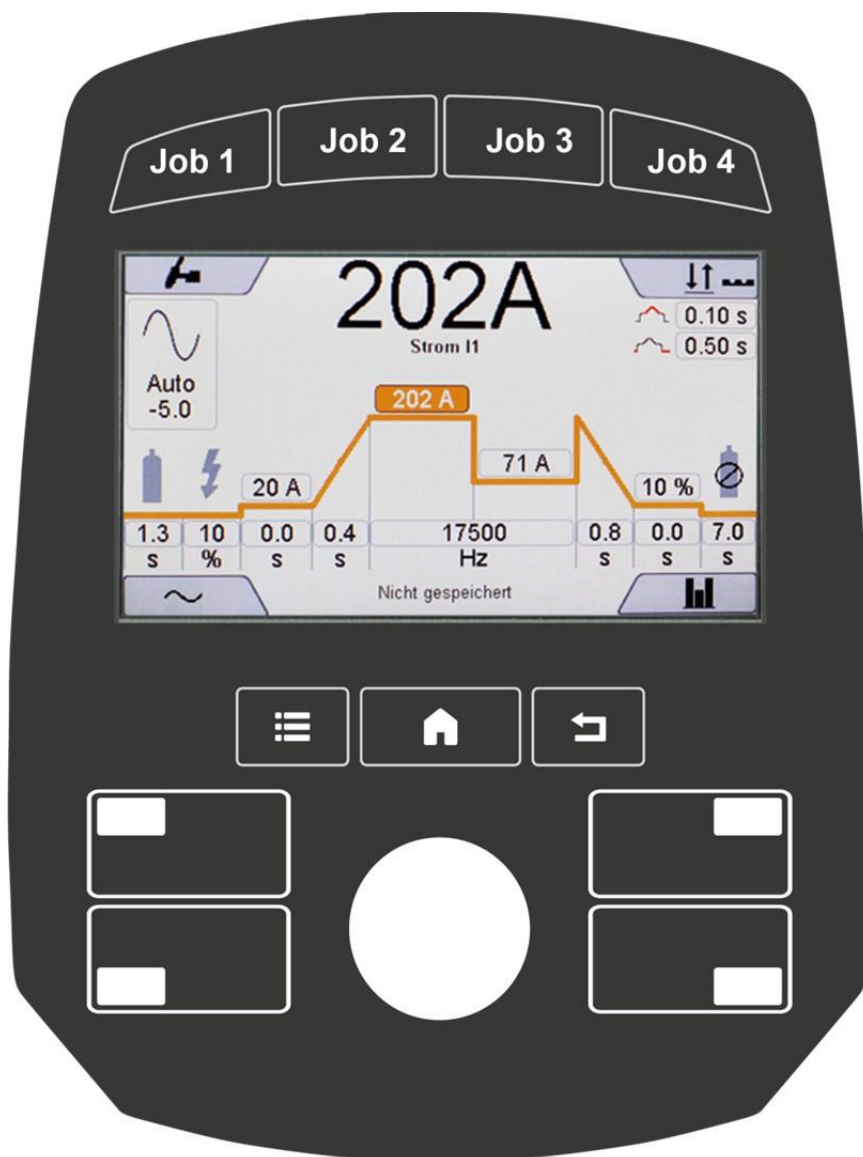 Job 1
Job 2
Job 3
Job 4
202A
Strom I1
0.10 s
0.50 s
Auto
-5.0
202 A
71 A
20 A
10 %
1.3 10 0.0 0.4 17500 0.8 0.0 7.0
s % s s Hz s s s
Nicht gespeichert